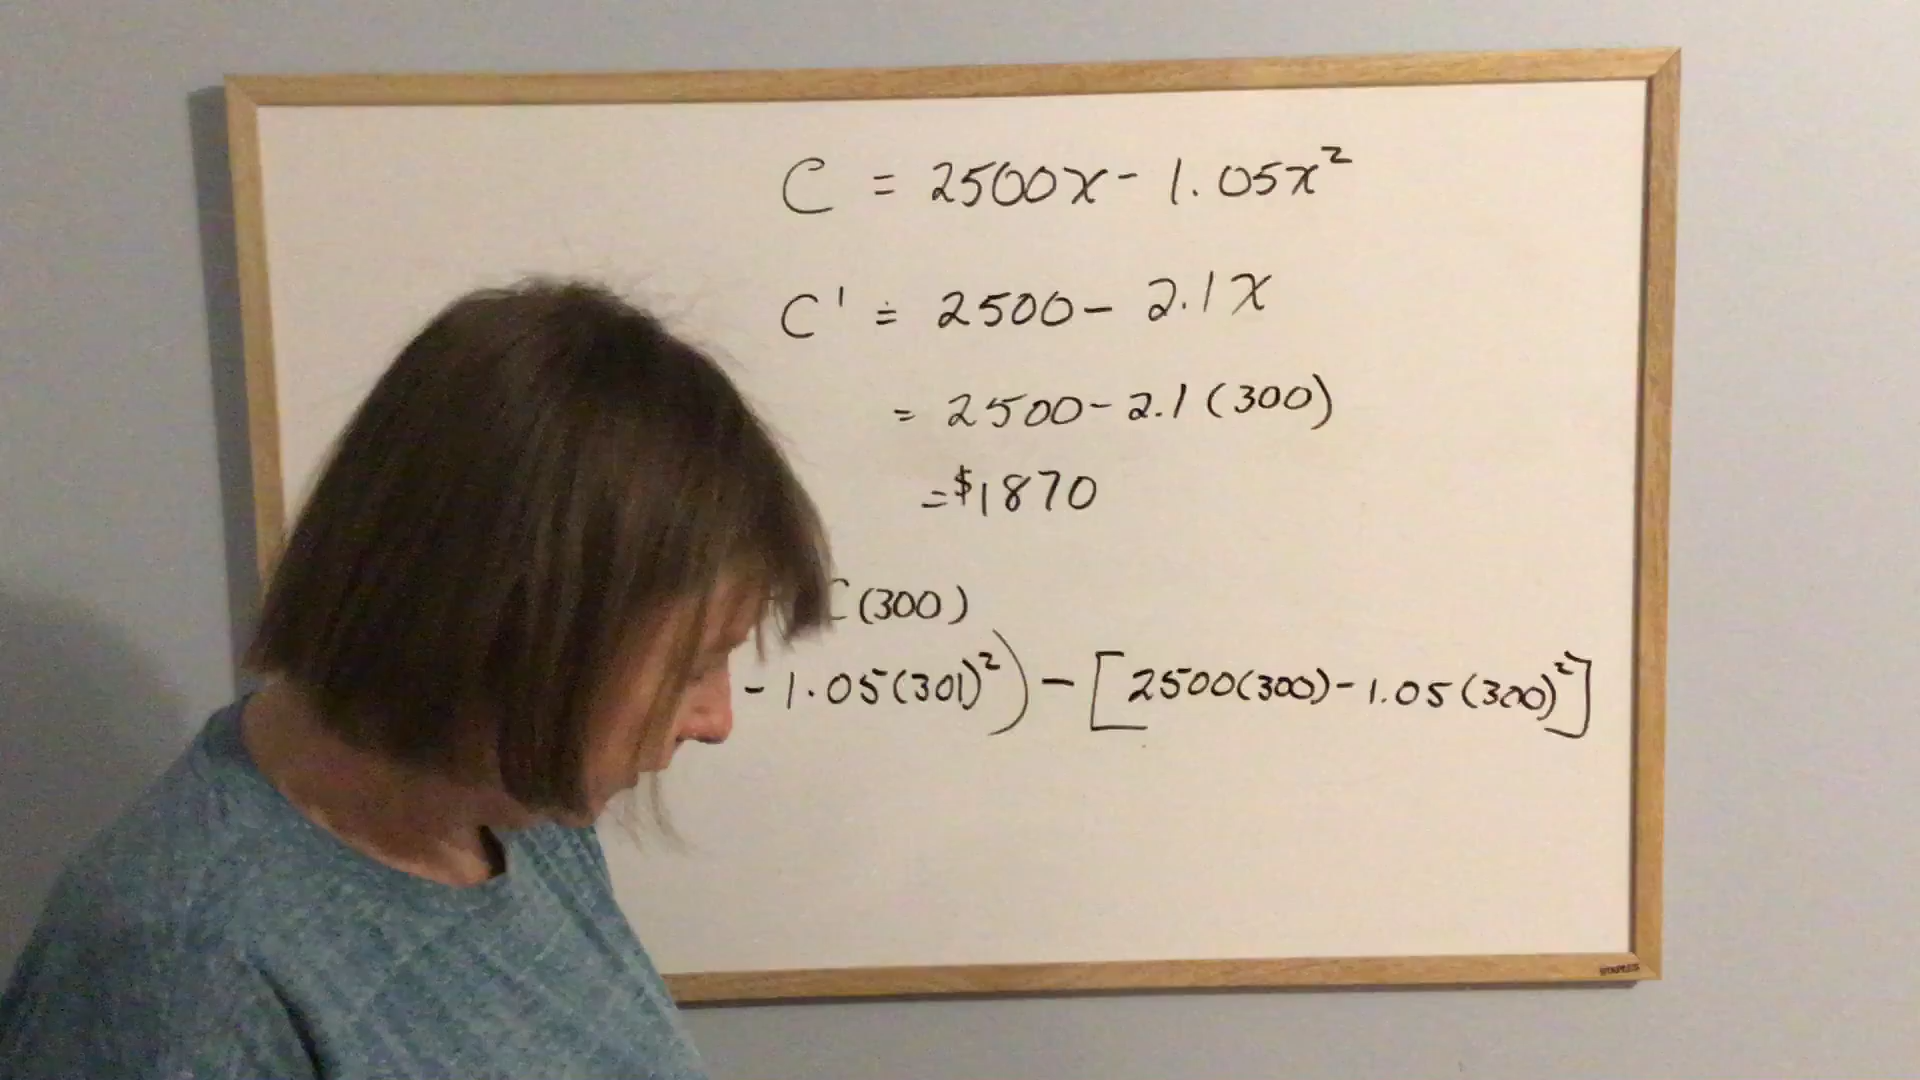 C = 2500x - 1.05x²
C' = 2500 - 2.1x
= 2500 - 2.1(300)
= $1870
C(300)
- 1.05(301)²) - [2500(300) - 1.05(300)²]
STAPLES